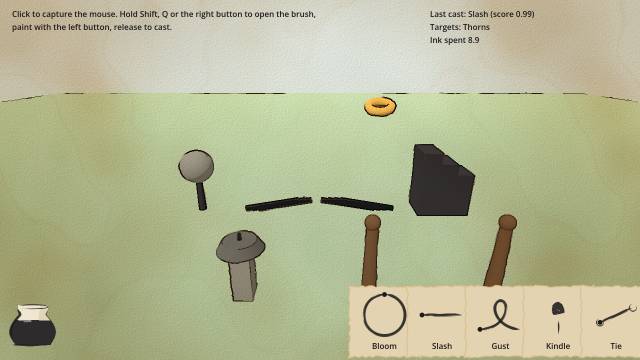 Click to capture the mouse. Hold Shift, Q or the right button to open the brush,
paint with the left button, release to cast.
Last cast: Slash (score 0.99)
Targets: Thorns
Ink spent 8.9
Bloom
Slash
Gust
Kindle
Tie